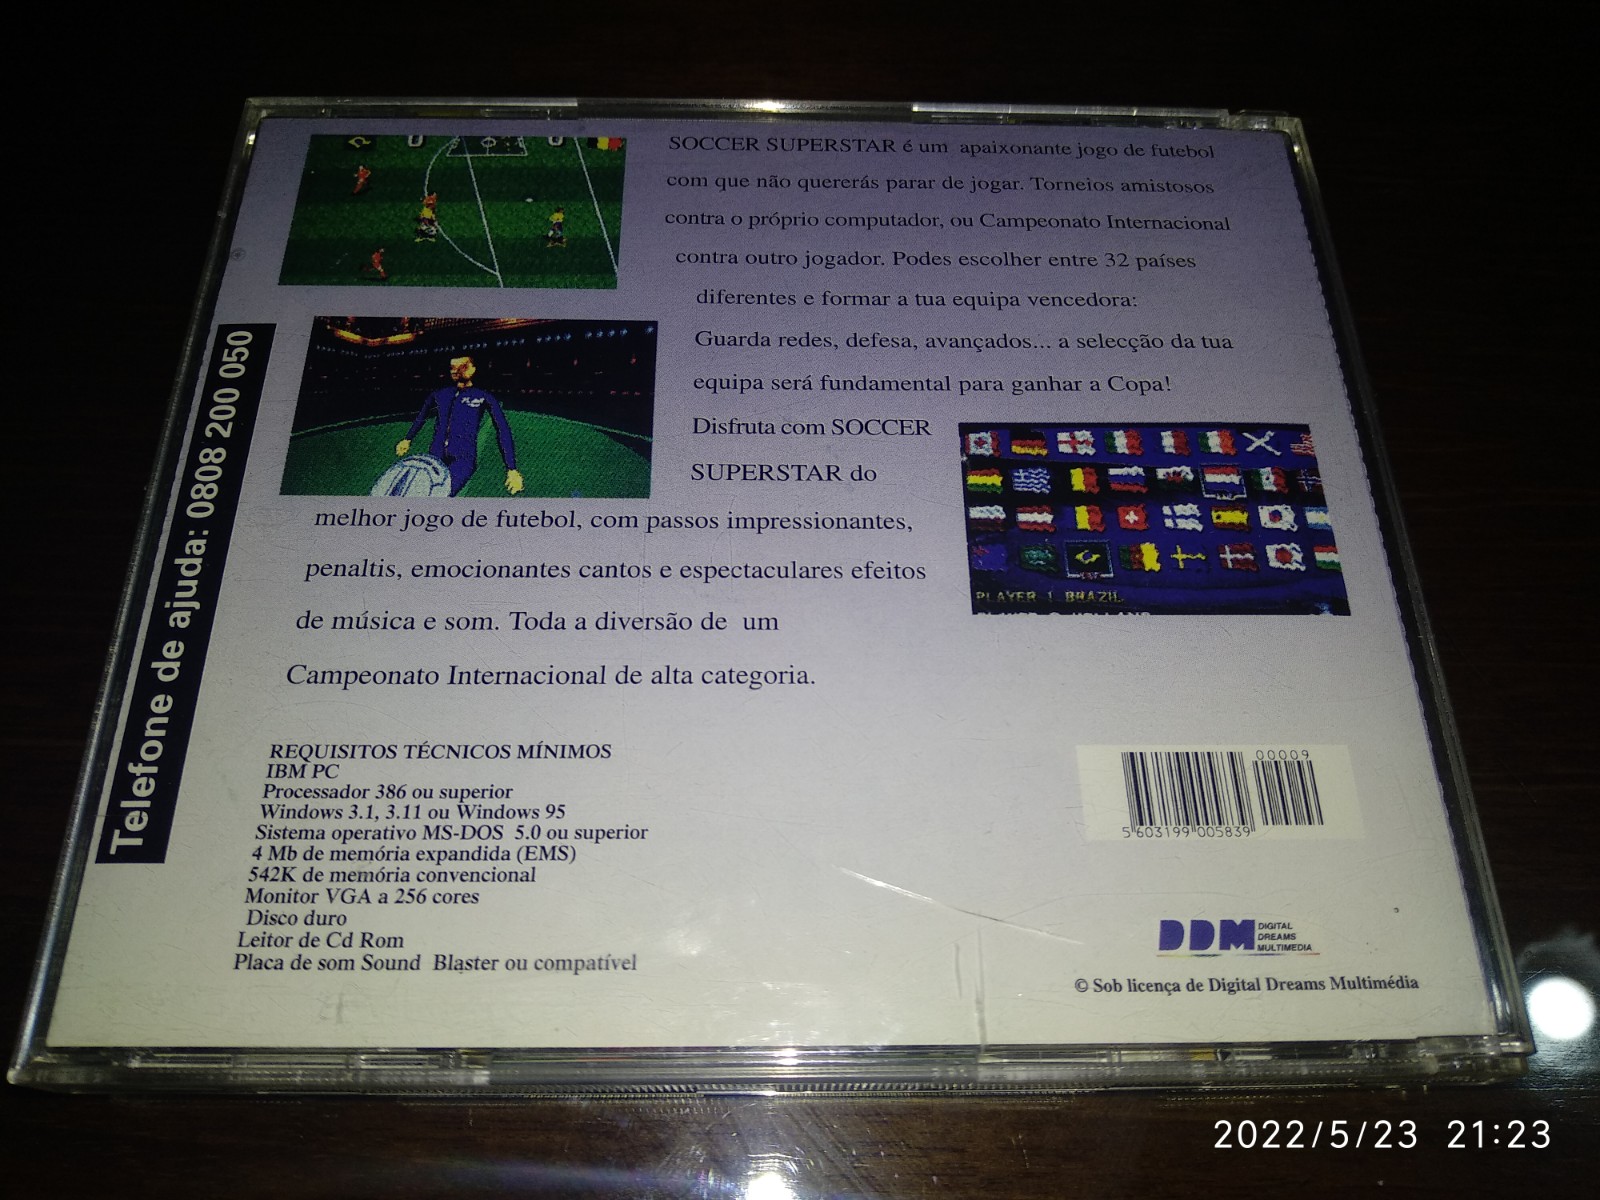 SOCCER SUPERSTAR é um apaixonante jogo de futebol
com que não quererás parar de jogar. Torneios amistosos
contra o próprio computador, ou Campeonato Internacional
contra outro jogador. Podes escolher entre 32 países
diferentes e formar a tua equipa vencedora:
Guarda redes, defesa, avançados... a selecção da tua
equipa será fundamental para ganhar a Copa!
Disfruta com SOCCER
SUPERSTAR do
melhor jogo de futebol, com passos impressionantes,
penaltis, emocionantes cantos e espectaculares efeitos
de música e som. Toda a diversão de um
Campeonato Internacional de alta categoria.
PLAYER 1 BRAZIL
Telefone de ajuda: 0808 200 050
REQUISITOS TÉCNICOS MÍNIMOS
IBM PC
Processador 386 ou superior
Windows 3.1, 3.11 ou Windows 95
Sistema operativo MS-DOS 5.0 ou superior
4 Mb de memória expandida (EMS)
542K de memória convencional
Monitor VGA a 256 cores
Disco duro
Leitor de Cd Rom
Placa de som Sound Blaster ou compatível
00009
5 603199 005839
DDM DIGITAL
DREAMS
MULTIMEDIA
© Sob licença de Digital Dreams Multimédia
2022/5/23 21:23